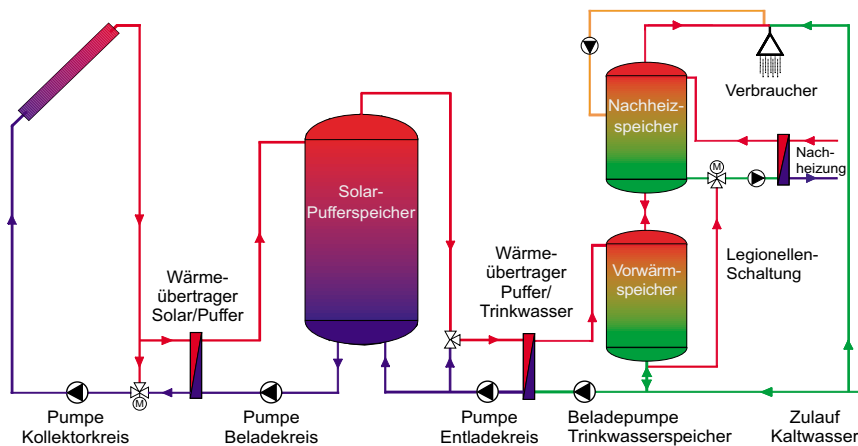 Nachheiz-
speicher
Verbraucher
Nach-
heizung
M
Solar-
Pufferspeicher
Vorwärm-
speicher
Legionellen-
Schaltung
Wärme-
übertrager
Solar/Puffer
Wärme-
übertrager
Puffer/
Trinkwasser
M
Pumpe
Kollektorkreis
Pumpe
Beladekreis
Pumpe
Entladekreis
Beladepumpe
Trinkwasserspeicher
Zulauf
Kaltwasser